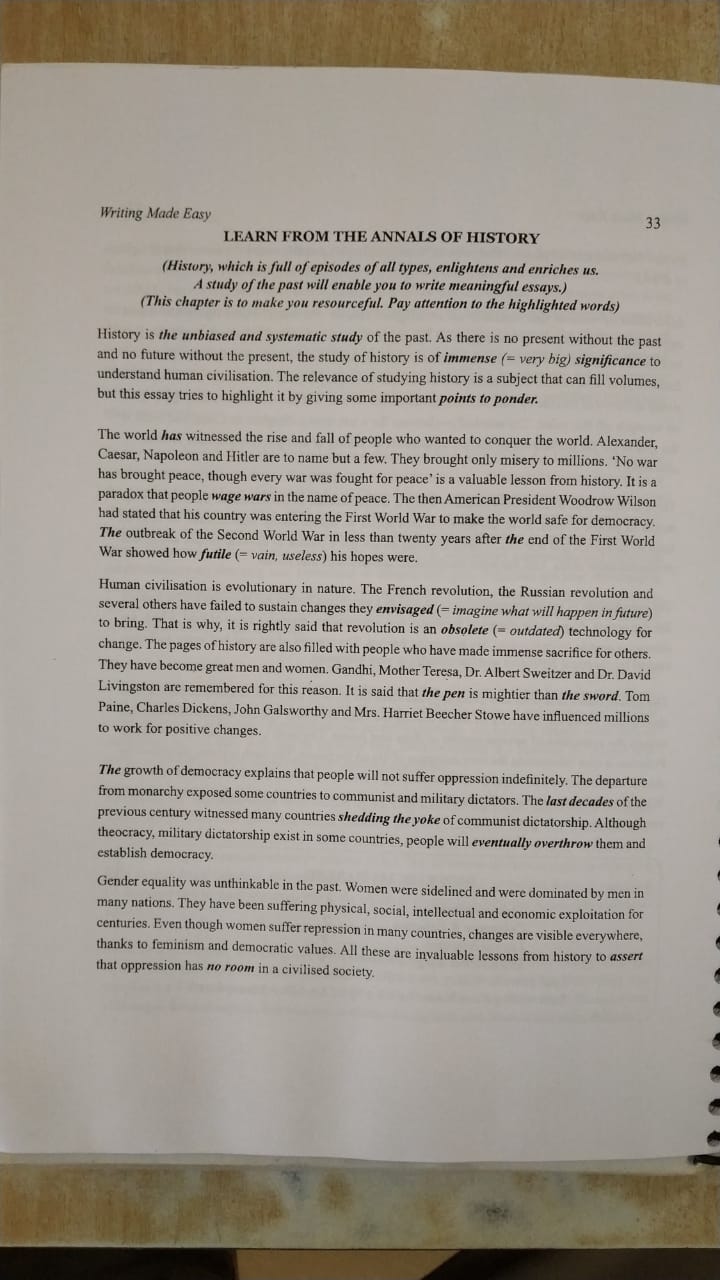 Writing Made Easy
33
LEARN FROM THE ANNALS OF HISTORY
(History, which is full of episodes of all types, enlightens and enriches us.
A study of the past will enable you to write meaningful essays.)
(This chapter is to make you resourceful. Pay attention to the highlighted words)
History is the unbiased and systematic study of the past. As there is no present without the past
and no future without the present, the study of history is of immense (= very big) significance to
understand human civilisation. The relevance of studying history is a subject that can fill volumes,
but this essay tries to highlight it by giving some important points to ponder.
The world has witnessed the rise and fall of people who wanted to conquer the world. Alexander,
Caesar, Napoleon and Hitler are to name but a few. They brought only misery to millions. ‘No war
has brought peace, though every war was fought for peace’ is a valuable lesson from history. It is a
paradox that people wage wars in the name of peace. The then American President Woodrow Wilson
had stated that his country was entering the First World War to make the world safe for democracy.
The outbreak of the Second World War in less than twenty years after the end of the First World
War showed how futile (= vain, useless) his hopes were.
Human civilisation is evolutionary in nature. The French revolution, the Russian revolution and
several others have failed to sustain changes they envisaged (= imagine what will happen in future)
to bring. That is why, it is rightly said that revolution is an obsolete (= outdated) technology for
change. The pages of history are also filled with people who have made immense sacrifice for others.
They have become great men and women. Gandhi, Mother Teresa, Dr. Albert Sweitzer and Dr. David
Livingston are remembered for this reason. It is said that the pen is mightier than the sword. Tom
Paine, Charles Dickens, John Galsworthy and Mrs. Harriet Beecher Stowe have influenced millions
to work for positive changes.
The growth of democracy explains that people will not suffer oppression indefinitely. The departure
from monarchy exposed some countries to communist and military dictators. The last decades of the
previous century witnessed many countries shedding the yoke of communist dictatorship. Although
theocracy, military dictatorship exist in some countries, people will eventually overthrow them and
establish democracy.
Gender equality was unthinkable in the past. Women were sidelined and were dominated by men in
many nations. They have been suffering physical, social, intellectual and economic exploitation for
centuries. Even though women suffer repression in many countries, changes are visible everywhere,
thanks to feminism and democratic values. All these are invaluable lessons from history to assert
that oppression has no room in a civilised society.